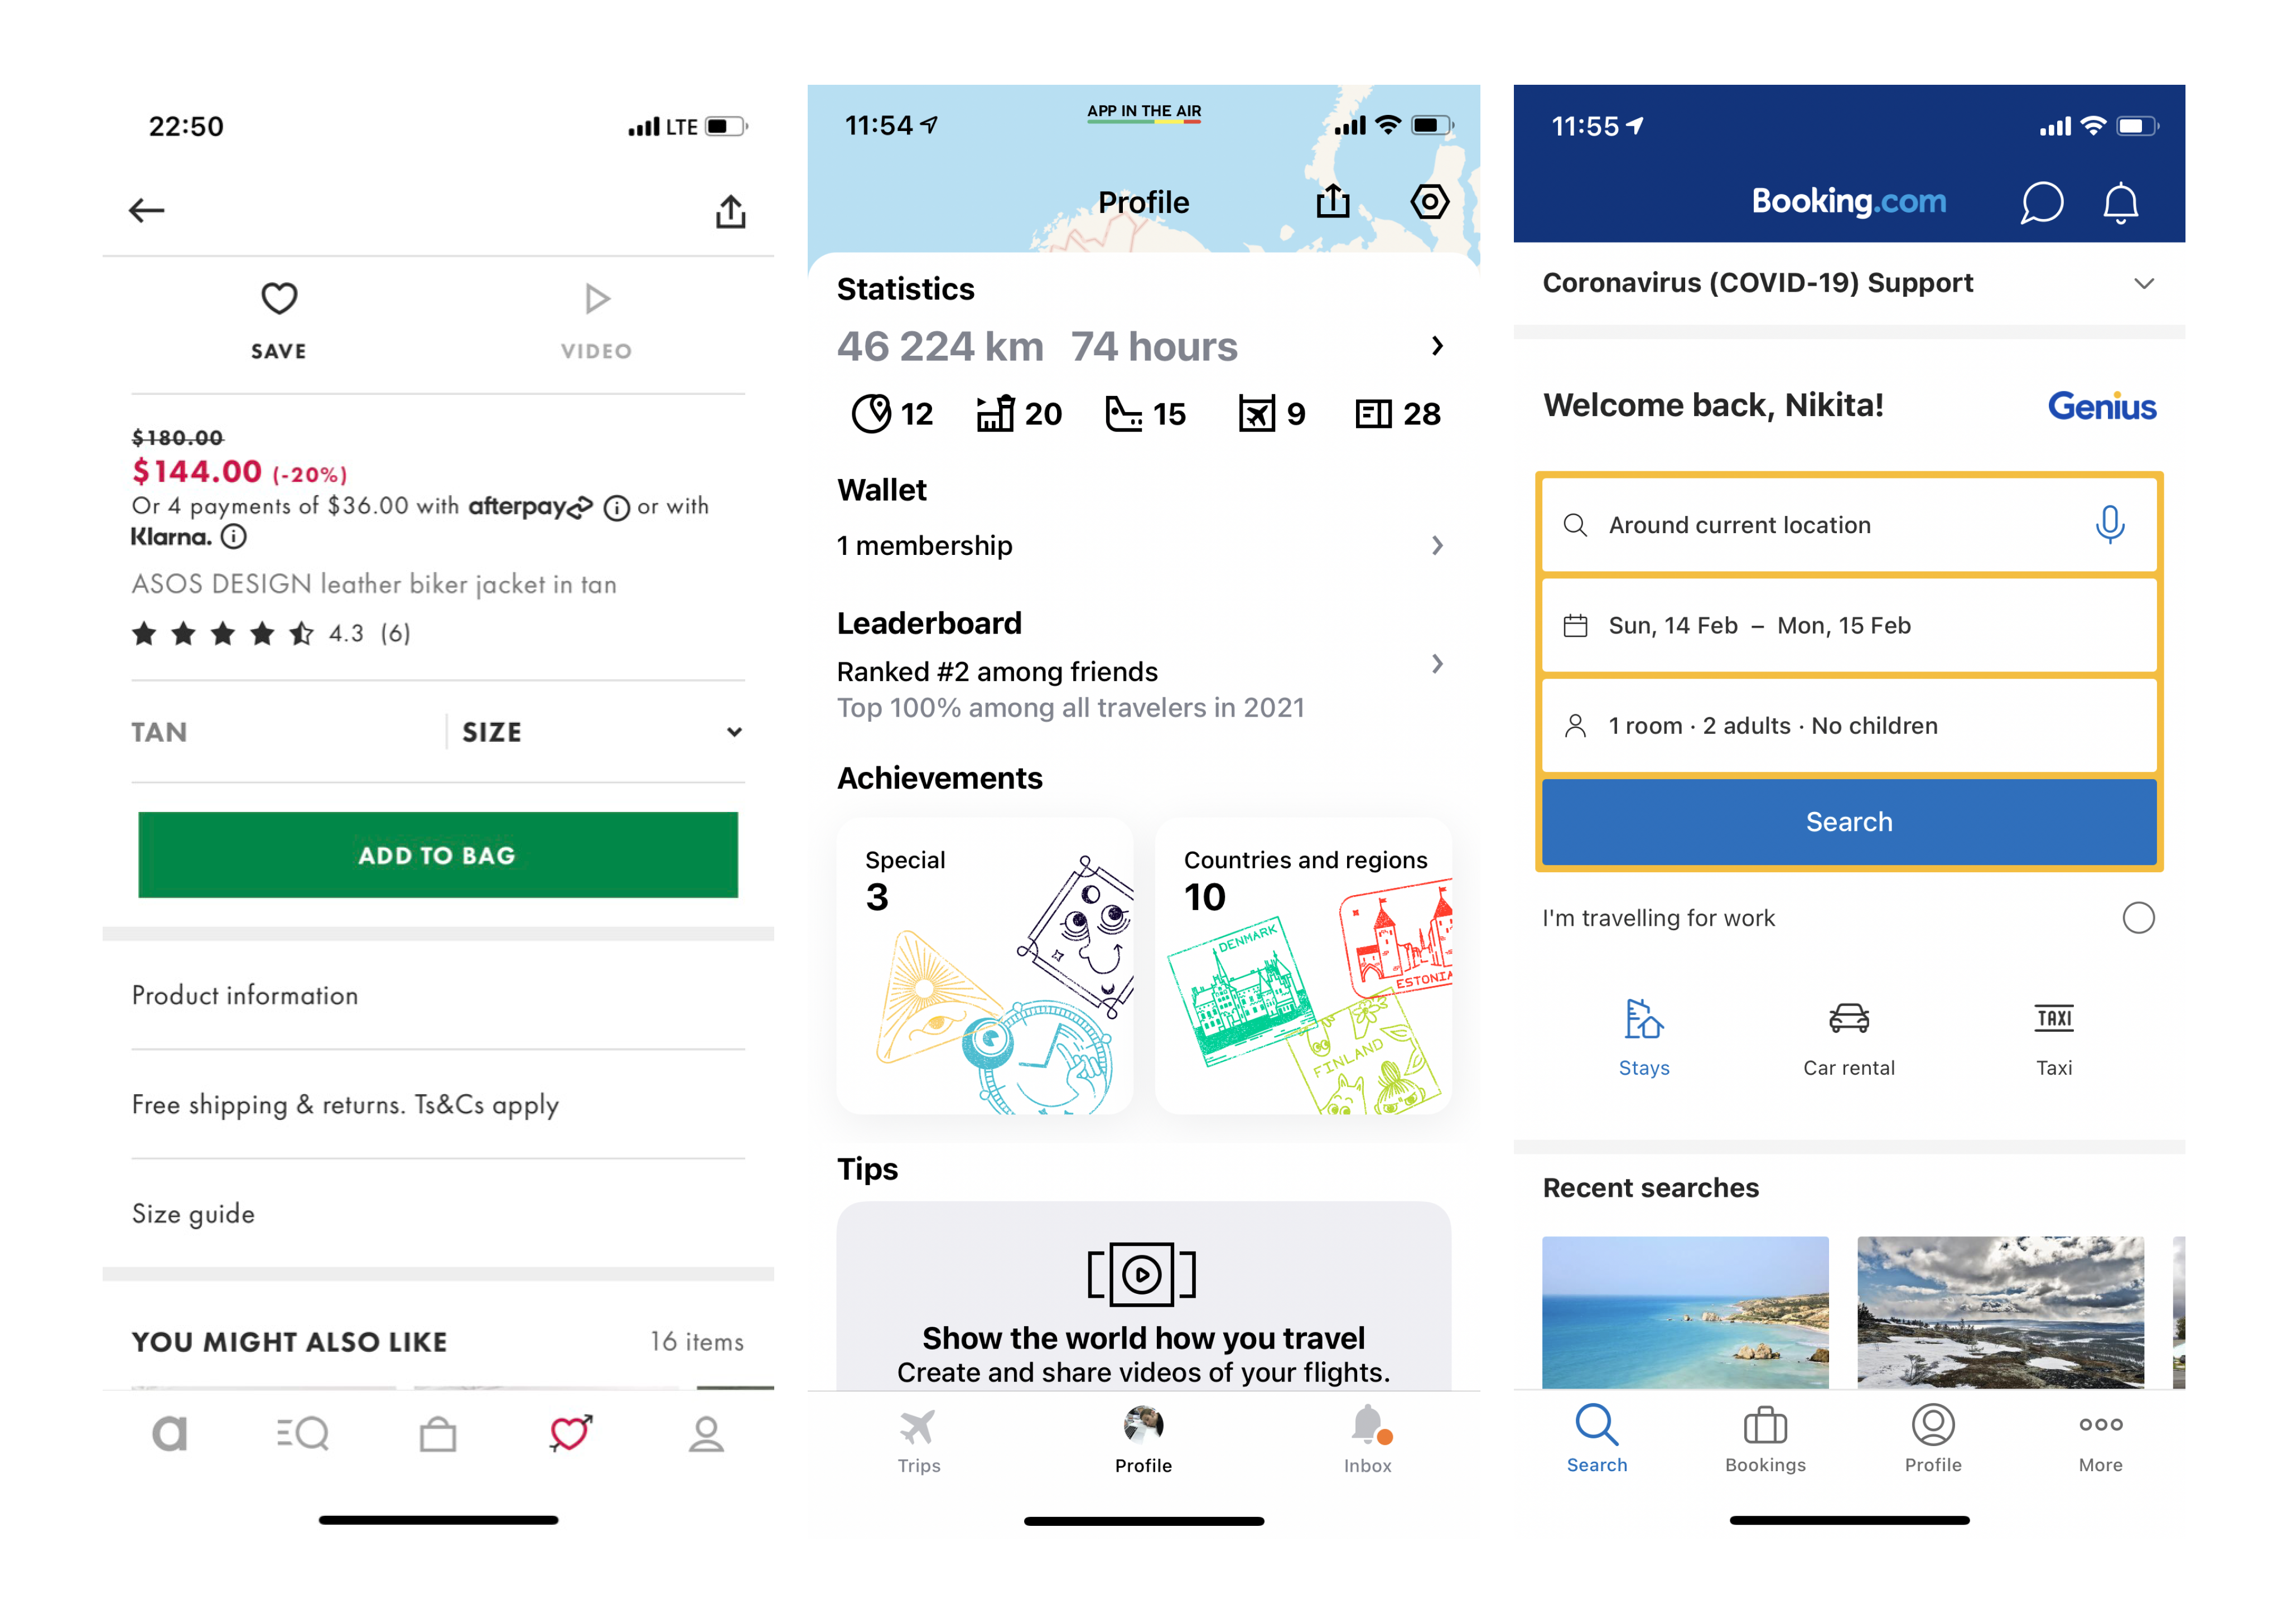 22:50
LTE
SAVE
VIDEO
$180.00
$144.00 (-20%)
Or 4 payments of $36.00 with afterpay or with
Klarna.
ASOS DESIGN leather biker jacket in tan
4.3 (6)
TAN
SIZE
ADD TO BAG
Product information
Free shipping & returns. Ts&Cs apply
Size guide
YOU MIGHT ALSO LIKE
16 items
11:54
APP IN THE AIR
Profile
Statistics
46 224 km 74 hours
12 20 15 9 28
Wallet
1 membership
Leaderboard
Ranked #2 among friends
Top 100% among all travelers in 2021
Achievements
Special
3
Countries and regions
10
DENMARK
ESTONIA
FINLAND
Tips
Show the world how you travel
Create and share videos of your flights.
Trips
Profile
Inbox
11:55
Booking.com
Coronavirus (COVID-19) Support
Welcome back, Nikita!
Genius
Around current location
Sun, 14 Feb – Mon, 15 Feb
1 room · 2 adults · No children
Search
I'm travelling for work
Stays
Car rental
TAXI
Taxi
Recent searches
Search
Bookings
Profile
More